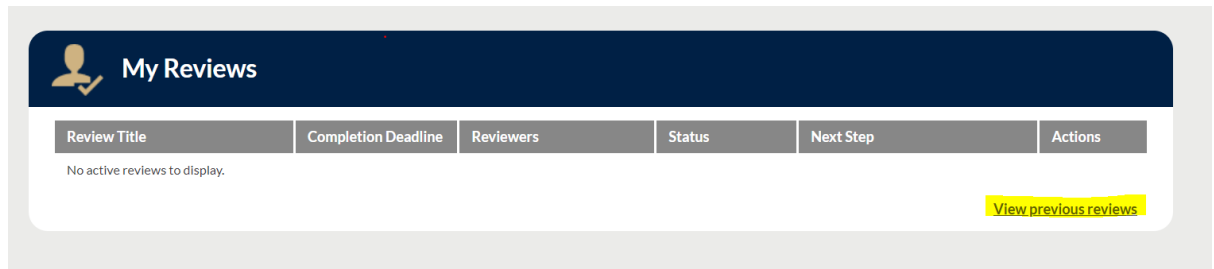 My Reviews
Review Title Completion Deadline Reviewers Status Next Step Actions
No active reviews to display.
View previous reviews